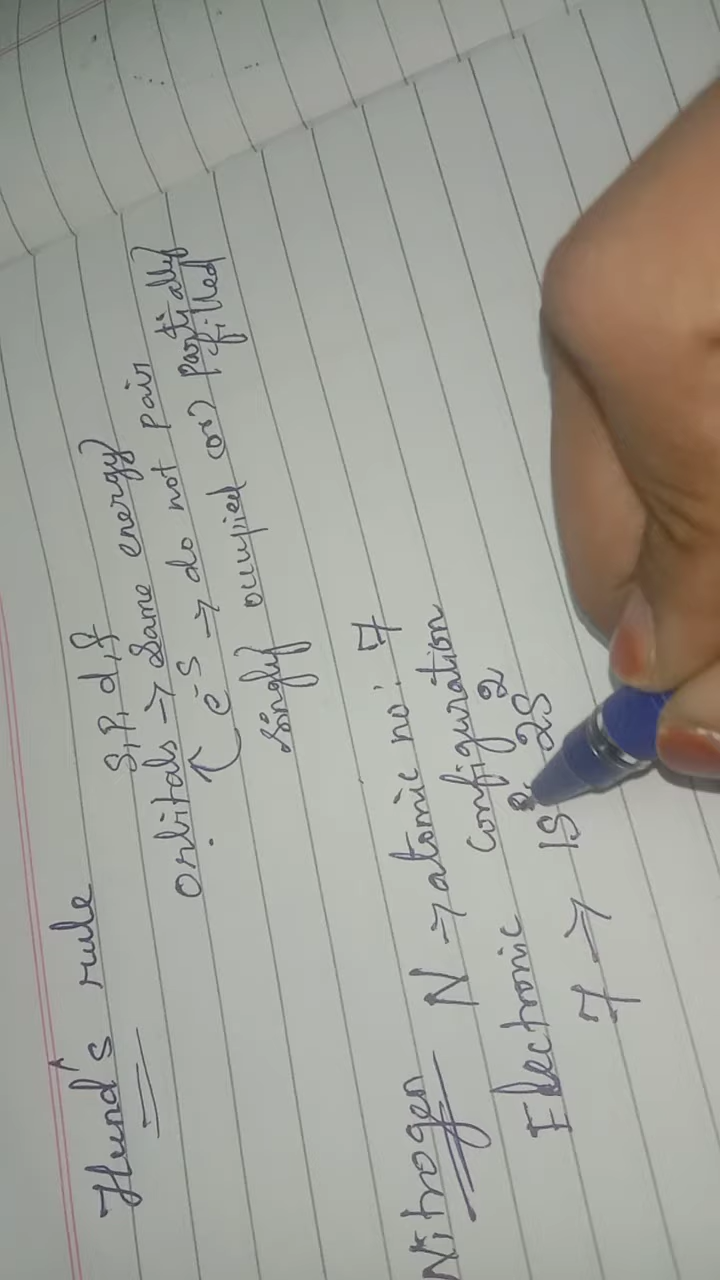 Hund's rule
s, p, d, f
orbitals → same energy
e⁻s → do not pair
singly occupied (or) partially filled
Nitrogen N → atomic no: 7
Electronic configuration
7 → 1s² 2s²